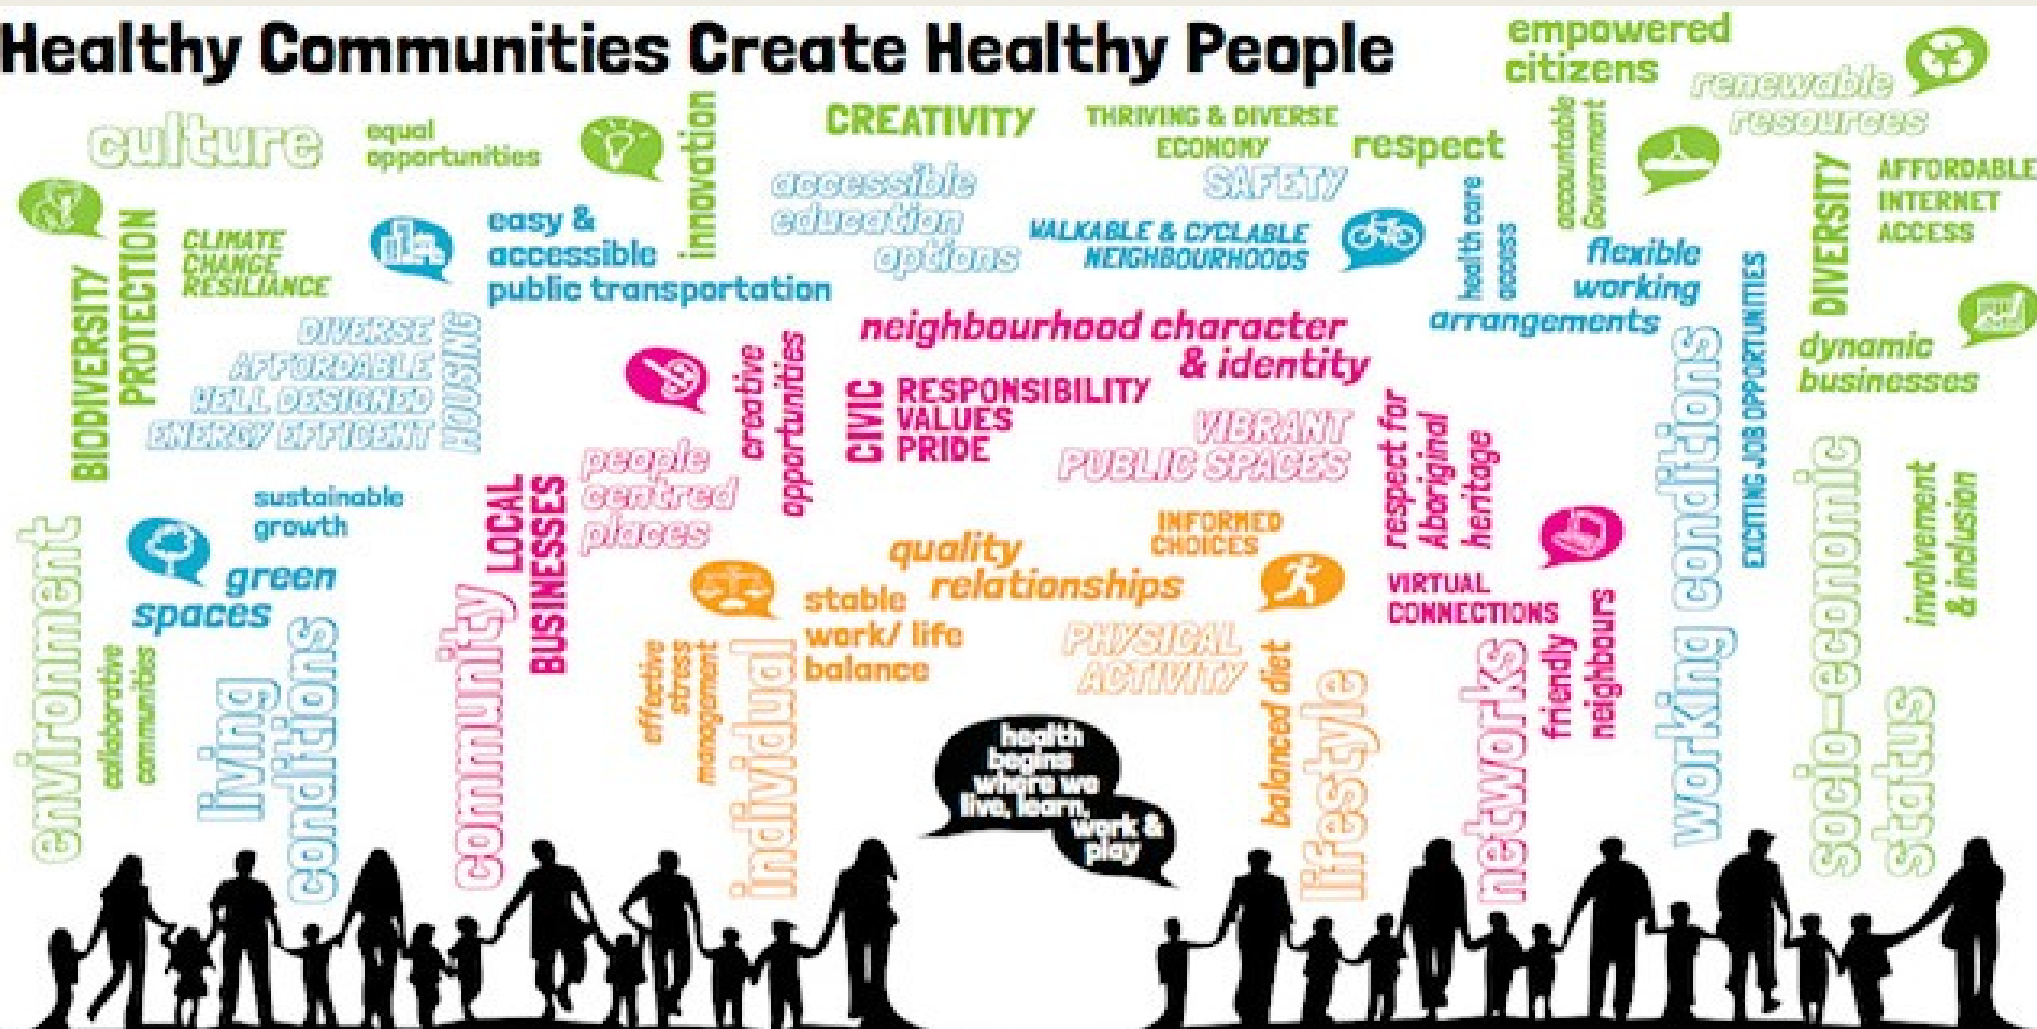 Healthy Communities Create Healthy People
empowered
citizens
renewable
resources
culture
equal
opportunities
innovation
CREATIVITY
THRIVING & DIVERSE
ECONOMY
respect
accountable
Government
DIVERSITY
AFFORDABLE
INTERNET
ACCESS
BIODIVERSITY
PROTECTION
CLIMATE
CHANGE
RESILIANCE
easy &
accessible
public transportation
accessible
education
options
SAFETY
WALKABLE & CYCLABLE
NEIGHBOURHOODS
health care
access
flexible
working
arrangements
EXCITING JOB OPPORTUNITIES
dynamic
businesses
DIVERSE
AFFORDABLE
WELL DESIGNED
ENERGY EFFICENT
HOUSING
creative
opportunities
neighbourhood character
& identity
CIVIC
RESPONSIBILITY
VALUES
PRIDE
VIBRANT
PUBLIC SPACES
respect for
Aboriginal
heritage
people
centred
places
LOCAL
BUSINESSES
sustainable
growth
green
spaces
quality
relationships
INFORMED
CHOICES
stable
work/ life
balance
PHYSICAL
ACTIVITY
VIRTUAL
CONNECTIONS
friendly
neighbours
involvement
& inclusion
environment
collaborative
communities
living
conditions
community
effective
stress
management
individual
balanced diet
lifestyle
networks
working conditions
socio-economic
status
health
begins
where we
live, learn,
work &
play